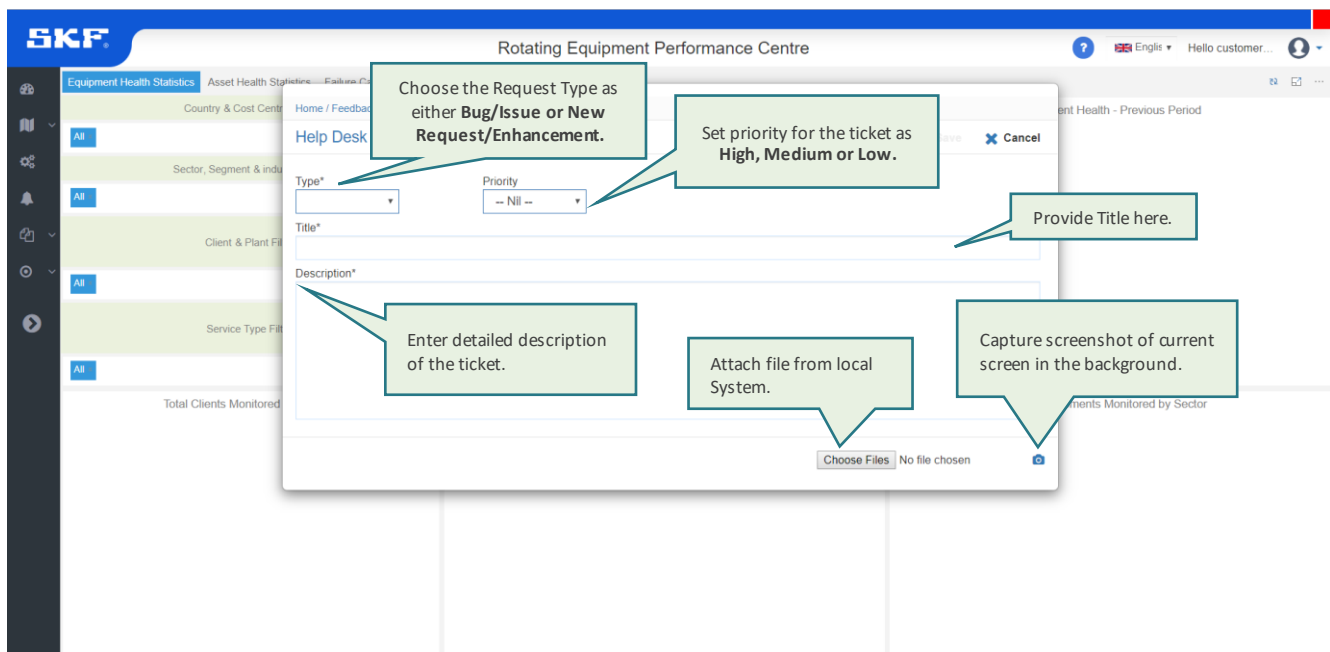 SKF.
Rotating Equipment Performance Centre
?
Englis
Hello customer...
Equipment Health Statistics
Asset Health Statistics
Failure Ca
Country & Cost Centr
All
Sector, Segment & indu
All
Client & Plant Fil
All
Service Type Filt
All
Total Clients Monitored
ent Health - Previous Period
ments Monitored by Sector
Home / Feedbac
Help Desk
Cancel
Choose the Request Type as
either Bug/Issue or New
Request/Enhancement.
Set priority for the ticket as
High, Medium or Low.
Type*
Priority
-- Nil --
Title*
Provide Title here.
Description*
Enter detailed description
of the ticket.
Attach file from local
System.
Capture screenshot of current
screen in the background.
Choose Files No file chosen